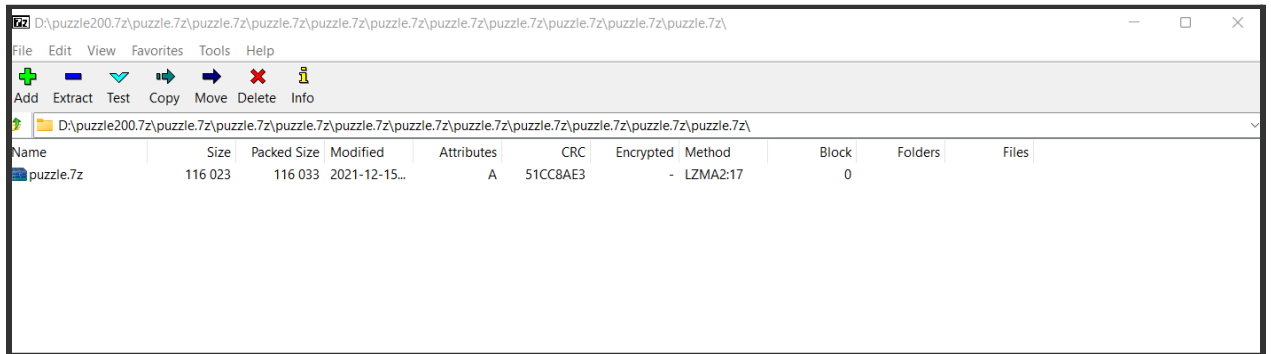 D:\puzzle200.7z\puzzle.7z\puzzle.7z\puzzle.7z\puzzle.7z\puzzle.7z\puzzle.7z\puzzle.7z\puzzle.7z\puzzle.7z\puzzle.7z\
File Edit View Favorites Tools Help
Add Extract Test Copy Move Delete Info
D:\puzzle200.7z\puzzle.7z\puzzle.7z\puzzle.7z\puzzle.7z\puzzle.7z\puzzle.7z\puzzle.7z\puzzle.7z\puzzle.7z\puzzle.7z\
Name Size Packed Size Modified Attributes CRC Encrypted Method Block Folders Files
puzzle.7z 116 023 116 033 2021-12-15... A 51CC8AE3 - LZMA2:17 0